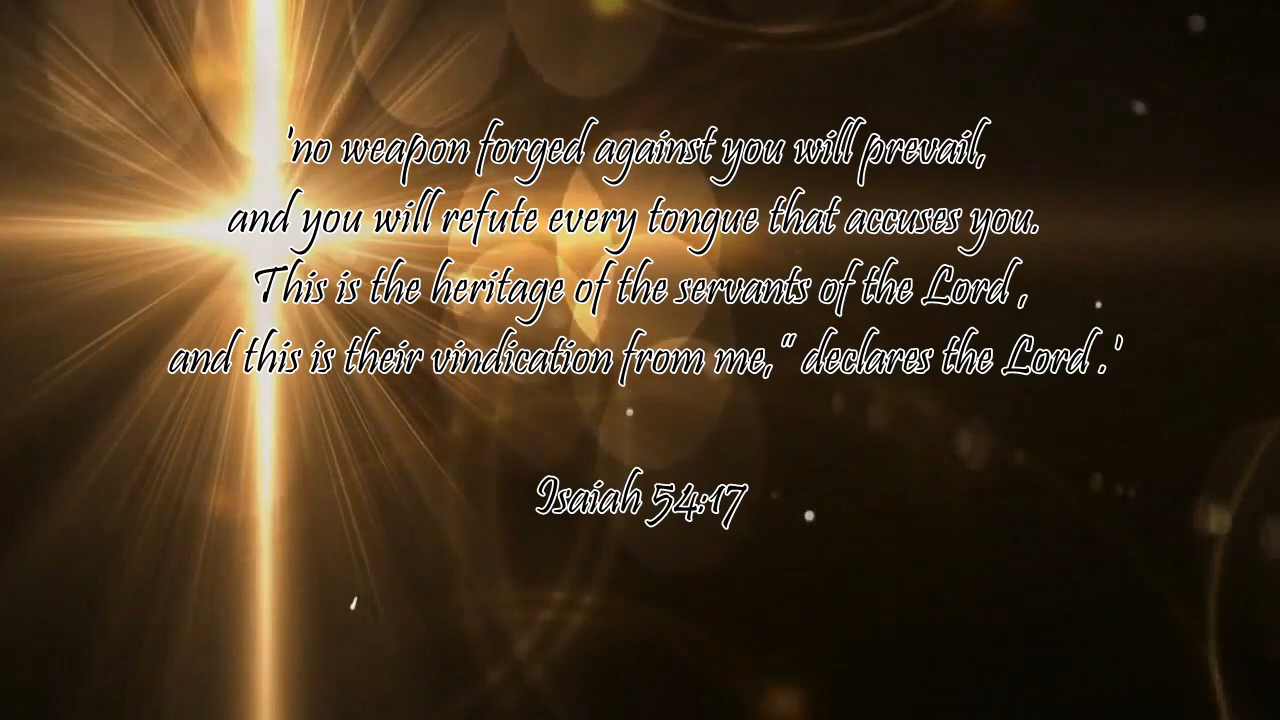 'no weapon forged against you will prevail,
and you will refute every tongue that accuses you.
This is the heritage of the servants of the Lord ,
and this is their vindication from me,” declares the Lord .'
Isaiah 54:17